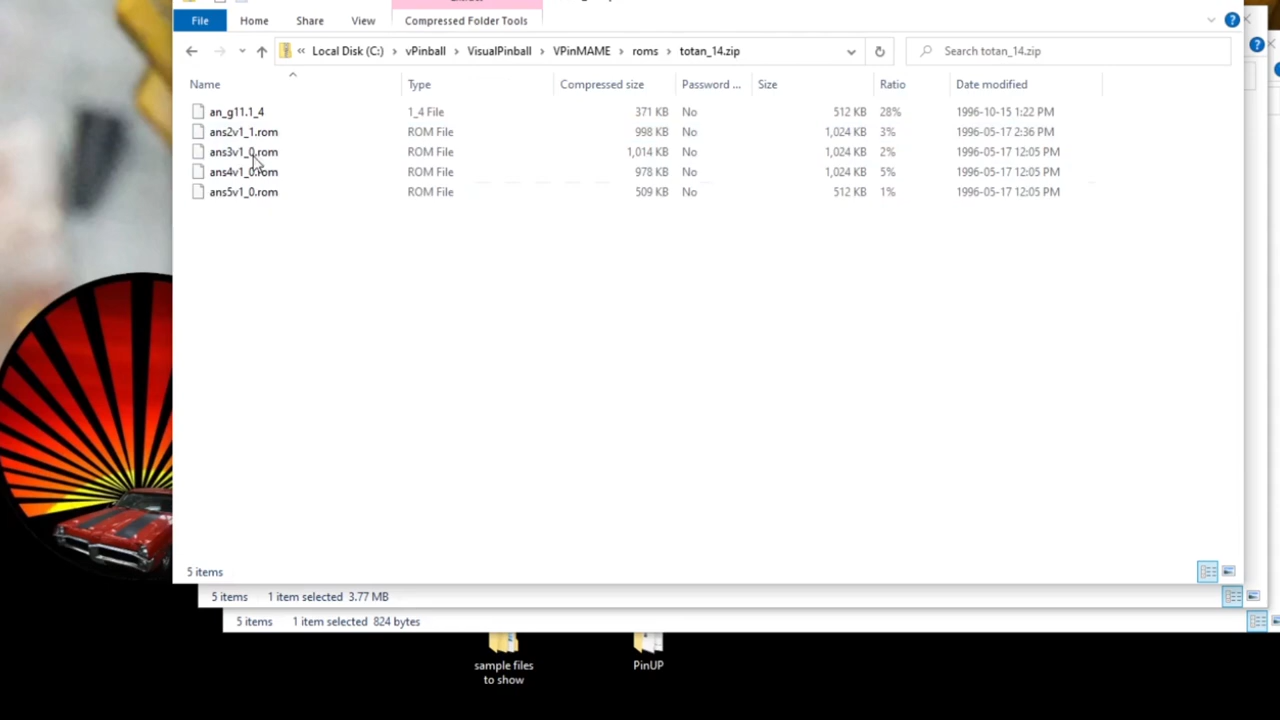 File Home Share View Compressed Folder Tools
« Local Disk (C:) › vPinball › VisualPinball › VPinMAME › roms › totan_14.zip Search totan_14.zip
Name Type Compressed size Password ... Size Ratio Date modified
an_g11.1_4 1_4 File 371 KB No 512 KB 28% 1996-10-15 1:22 PM
ans2v1_1.rom ROM File 998 KB No 1,024 KB 3% 1996-05-17 2:36 PM
ans3v1_0.rom ROM File 1,014 KB No 1,024 KB 2% 1996-05-17 12:05 PM
ans4v1_0.rom ROM File 978 KB No 1,024 KB 5% 1996-05-17 12:05 PM
ans5v1_0.rom ROM File 509 KB No 512 KB 1% 1996-05-17 12:05 PM
5 items
5 items 1 item selected 3.77 MB
5 items 1 item selected 824 bytes
sample files
to show
PinUP